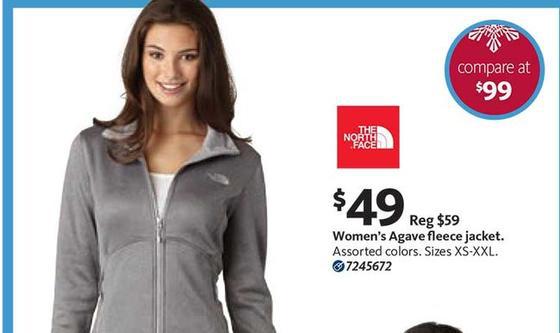 compare at
$99
THE
NORTH
FACE
$49 Reg $59
Women's Agave fleece jacket.
Assorted colors. Sizes XS-XXL.
7245672